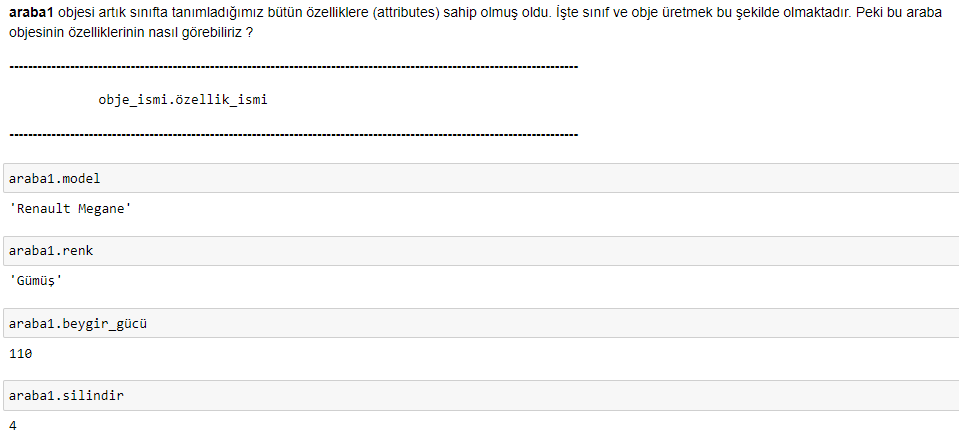 araba1 objesi artık sınıfta tanımladığımız bütün özelliklere (attributes) sahip olmuş oldu. İşte sınıf ve obje üretmek bu şekilde olmaktadır. Peki bu araba
objesinin özelliklerinin nasıl görebiliriz ?
----------------------------------------------------------------------------------------------------------------------------
obje_ismi.özellik_ismi
----------------------------------------------------------------------------------------------------------------------------
araba1.model
'Renault Megane'
araba1.renk
'Gümüş'
araba1.beygir_gücü
110
araba1.silindir
4